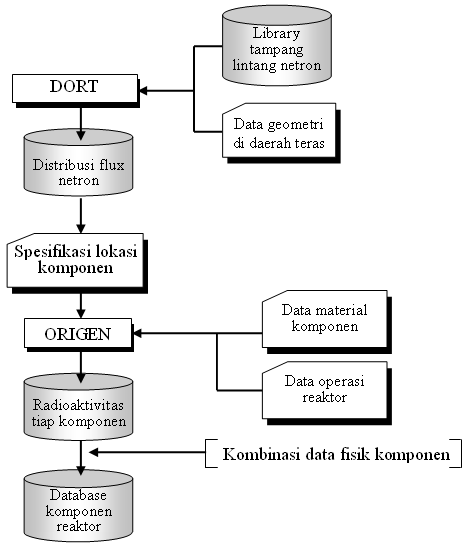 Library
tampang
lintang netron
DORT
Data geometri
di daerah teras
Distribusi flux
netron
Spesifikasi lokasi
komponen
Data material
komponen
ORIGEN
Data operasi
reaktor
Radioaktivitas
tiap komponen
Kombinasi data fisik komponen
Database
komponen
reaktor